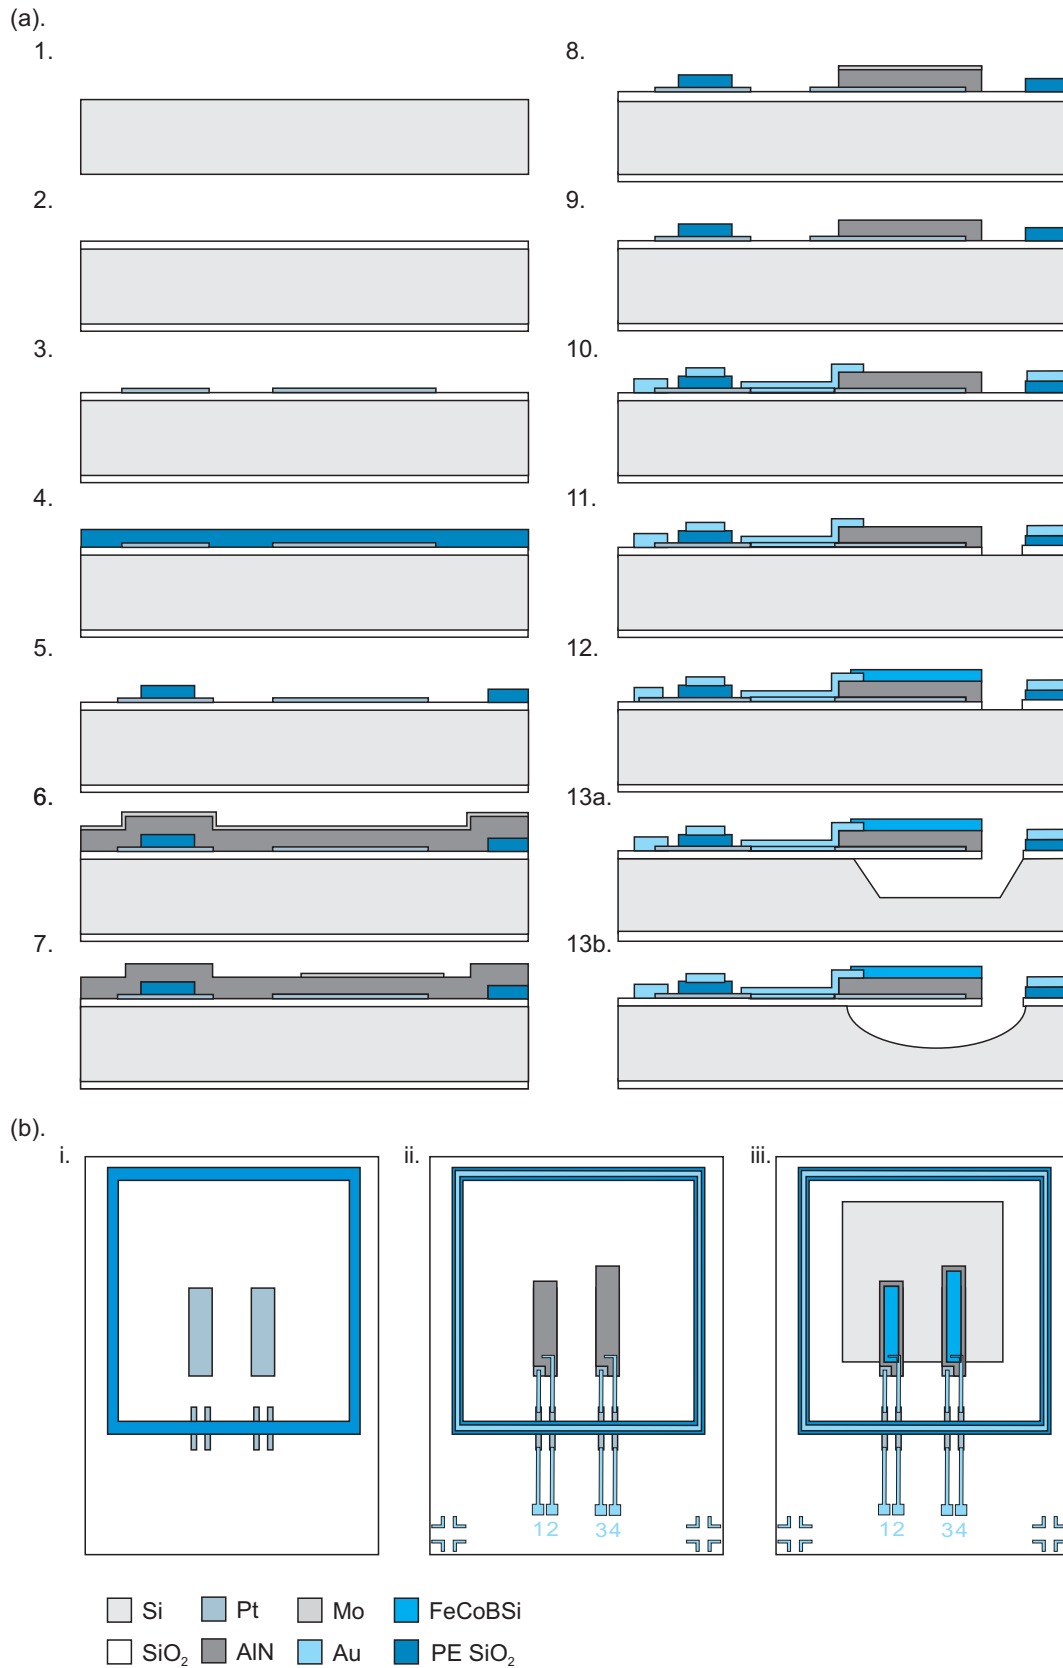 (a).
1.
2.
3.
4.
5.
6.
7.
8.
9.
10.
11.
12.
13a.
13b.
(b).
i.
ii.
iii.
12 34
12 34
Si Pt Mo FeCoBSi
SiO₂ AlN Au PE SiO₂